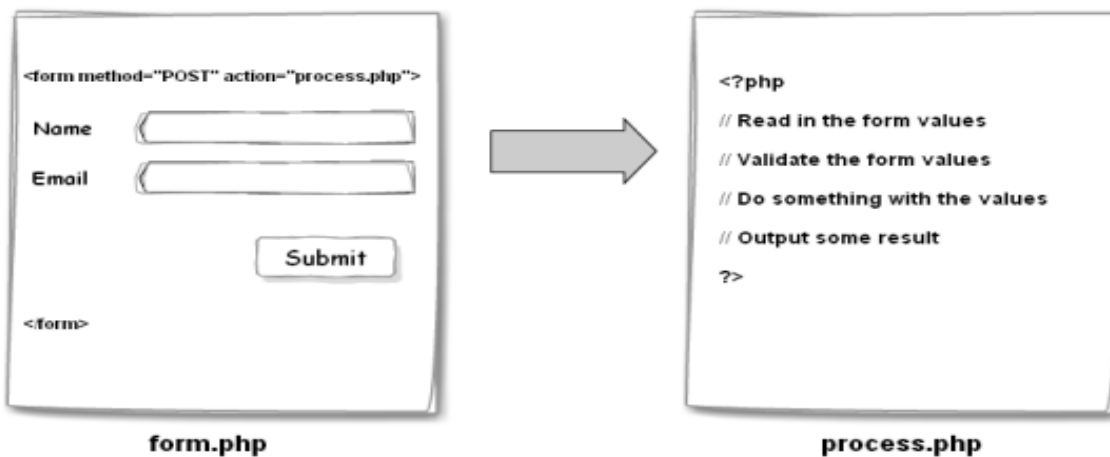 <form method="POST" action="process.php">
Name
Email
Submit
</form>
form.php
<?php
// Read in the form values
// Validate the form values
// Do something with the values
// Output some result
?>
process.php